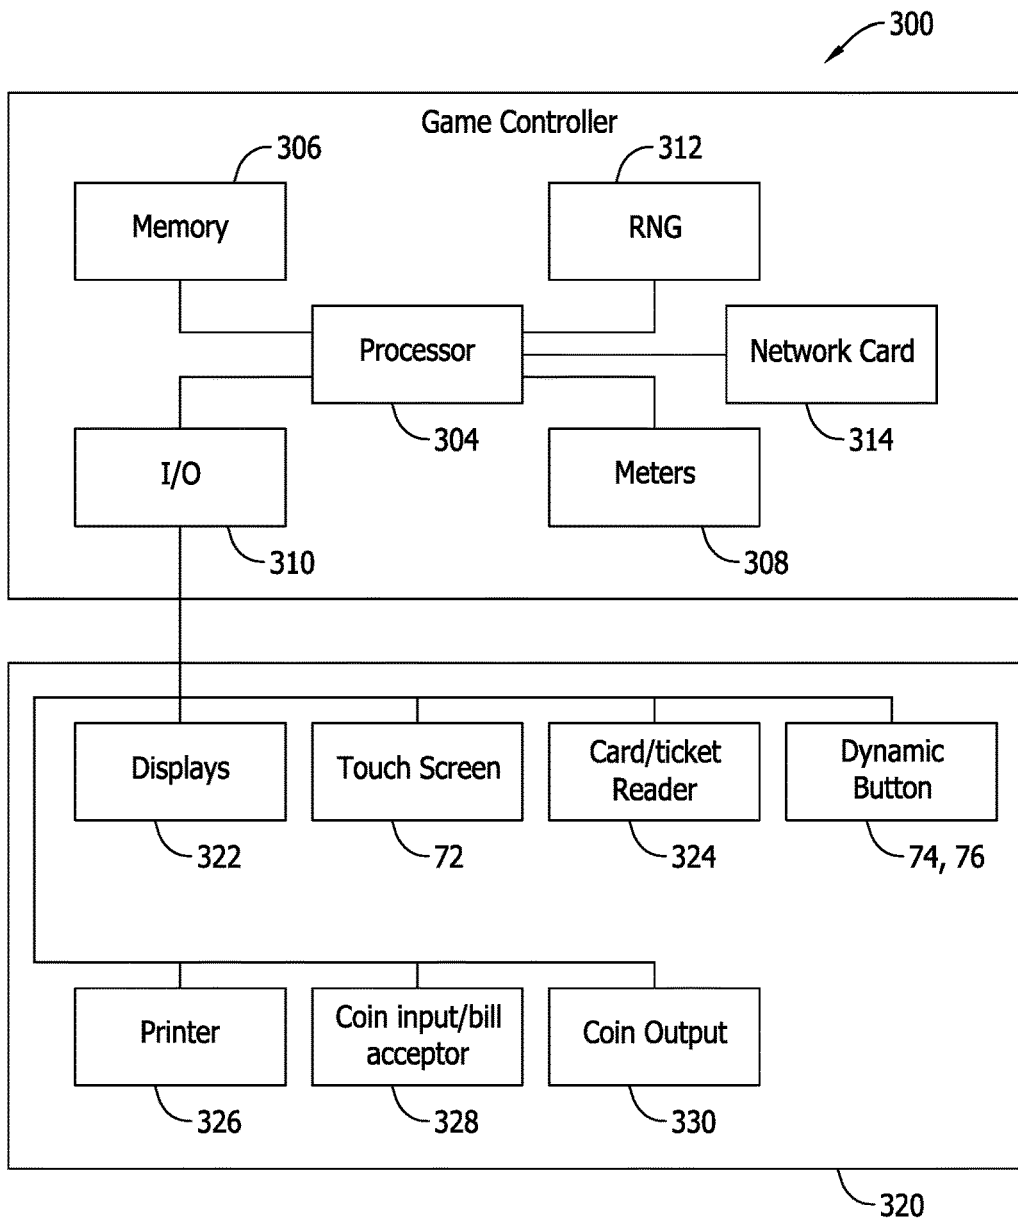 300
Game Controller
306
312
Memory
RNG
Processor
Network Card
304
314
I/O
Meters
310
308
Displays
Touch Screen
Card/ticket
Reader
Dynamic
Button
322
72
324
74, 76
Printer
Coin input/bill
acceptor
Coin Output
326
328
330
320